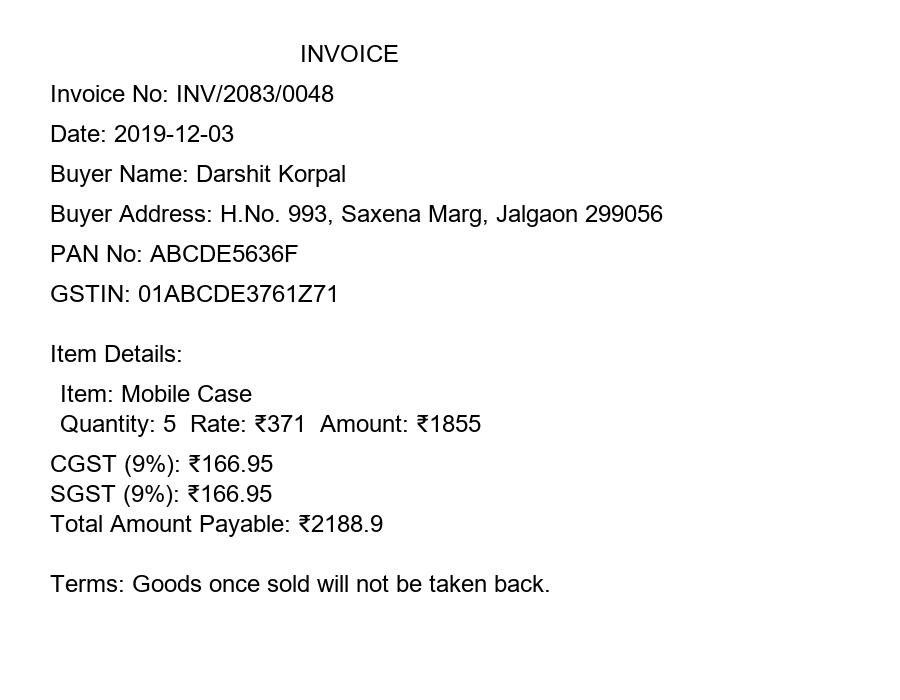 INVOICE
Invoice No: INV/2083/0048
Date: 2019-12-03
Buyer Name: Darshit Korpal
Buyer Address: H.No. 993, Saxena Marg, Jalgaon 299056
PAN No: ABCDE5636F
GSTIN: 01ABCDE3761Z71
Item Details:
Item: Mobile Case
Quantity: 5  Rate: ₹371  Amount: ₹1855
CGST (9%): ₹166.95
SGST (9%): ₹166.95
Total Amount Payable: ₹2188.9
Terms: Goods once sold will not be taken back.